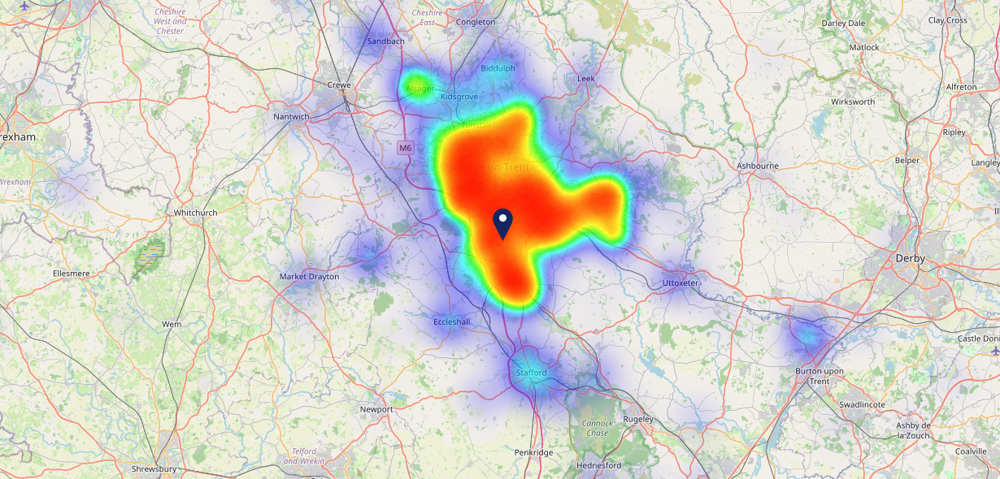 Cheshire
West and
Chester
Cheshire
East
Congleton
Darley Dale
Clay Cross
Sandbach
Matlock
Biddulph
Leek
Crewe
Alsager
Kidsgrove
Alfreton
Wirksworth
Nantwich
Tunstall
Ripley
rexham
M6
Belper
Langley
Stoke-on-Trent
Ashbourne
Wrexham
Whitchurch
Derby
Ellesmere
Market Drayton
Uttoxeter
Wem
Eccleshall
Castle Doni
Stafford
Burton upon
Trent
Newport
Swadlincote
Rugeley
Cannock
Chase
Ashby de
la Zouch
Telford
and Wrekin
Penkridge
Coalville
Shrewsbury
Hednesford